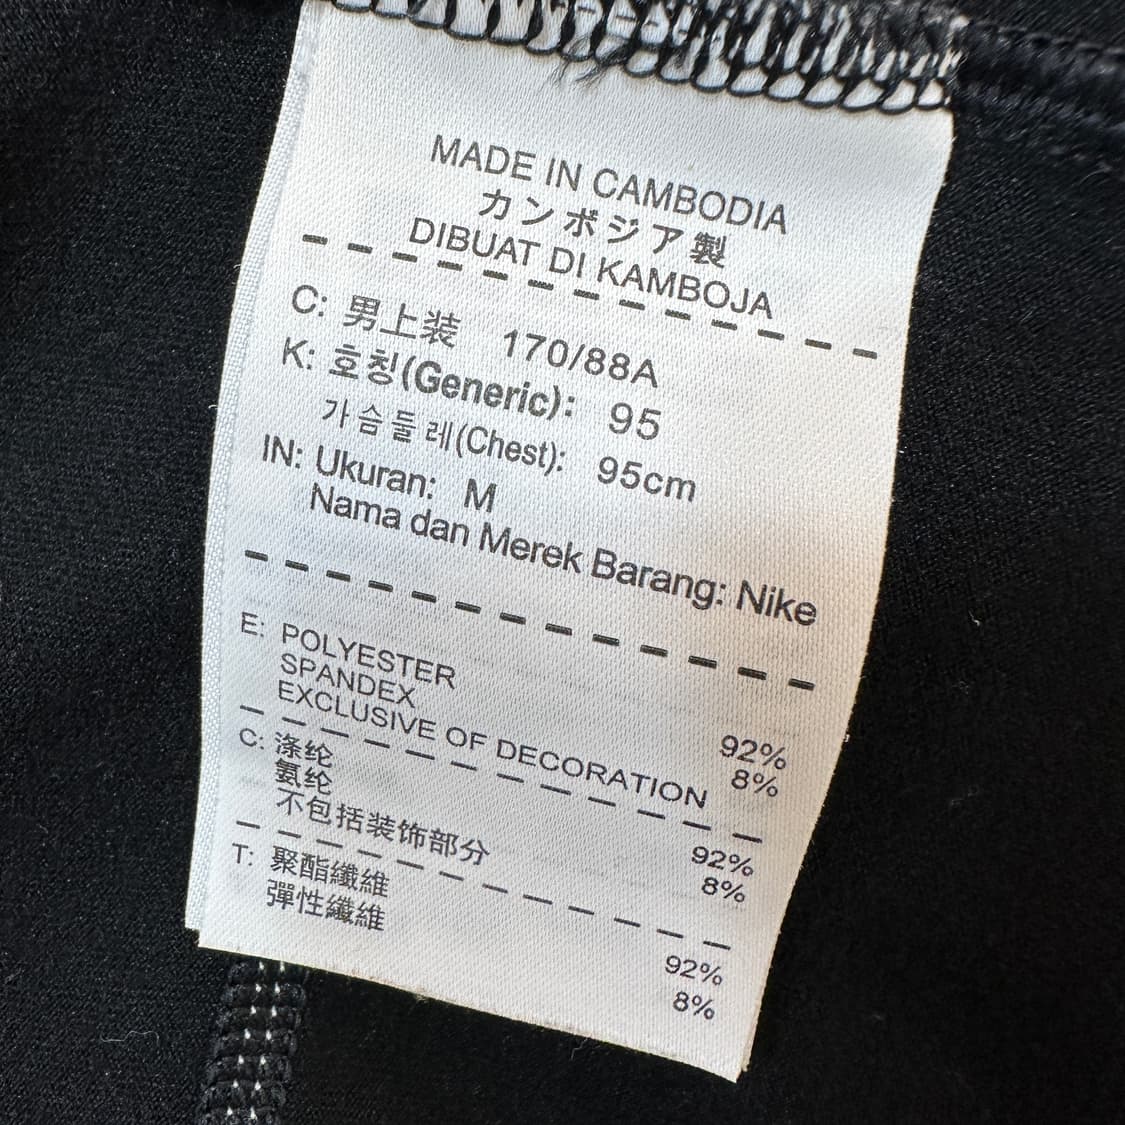 MADE IN CAMBODIA
カンボジア製
DIBUAT DI KAMBOJA
C: 男上装 170/88A
K: 호칭(Generic): 95
가슴둘레(Chest): 95cm
IN: Ukuran: M
Nama dan Merek Barang: Nike
E: POLYESTER 92%
SPANDEX 8%
EXCLUSIVE OF DECORATION
C: 涤纶 92%
氨纶 8%
不包括装饰部分
T: 聚酯纖維 92%
彈性纖維 8%